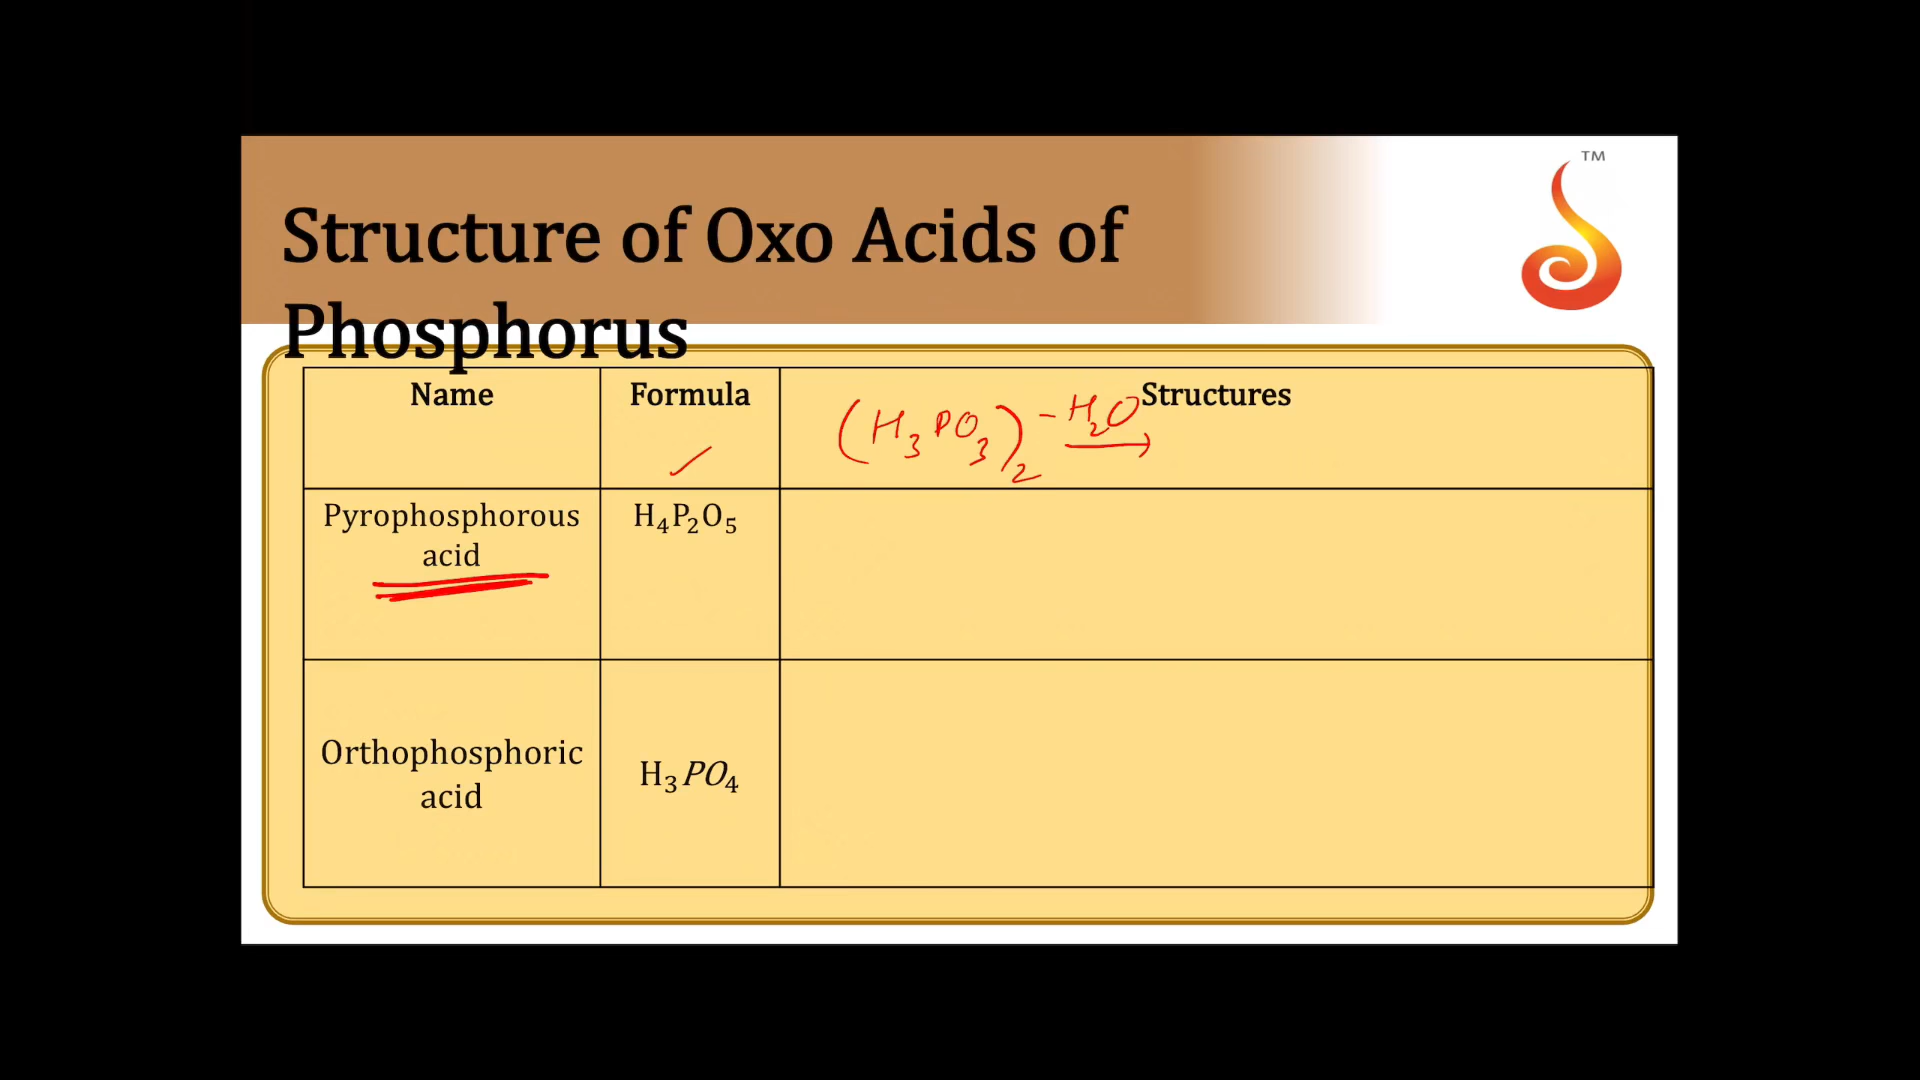 TM
Structure of Oxo Acids of
Phosphorus
Name Formula Structures
(H₃PO₃)₂ -H₂O →
Pyrophosphorous H₄P₂O₅
acid
Orthophosphoric
acid
H₃PO₄